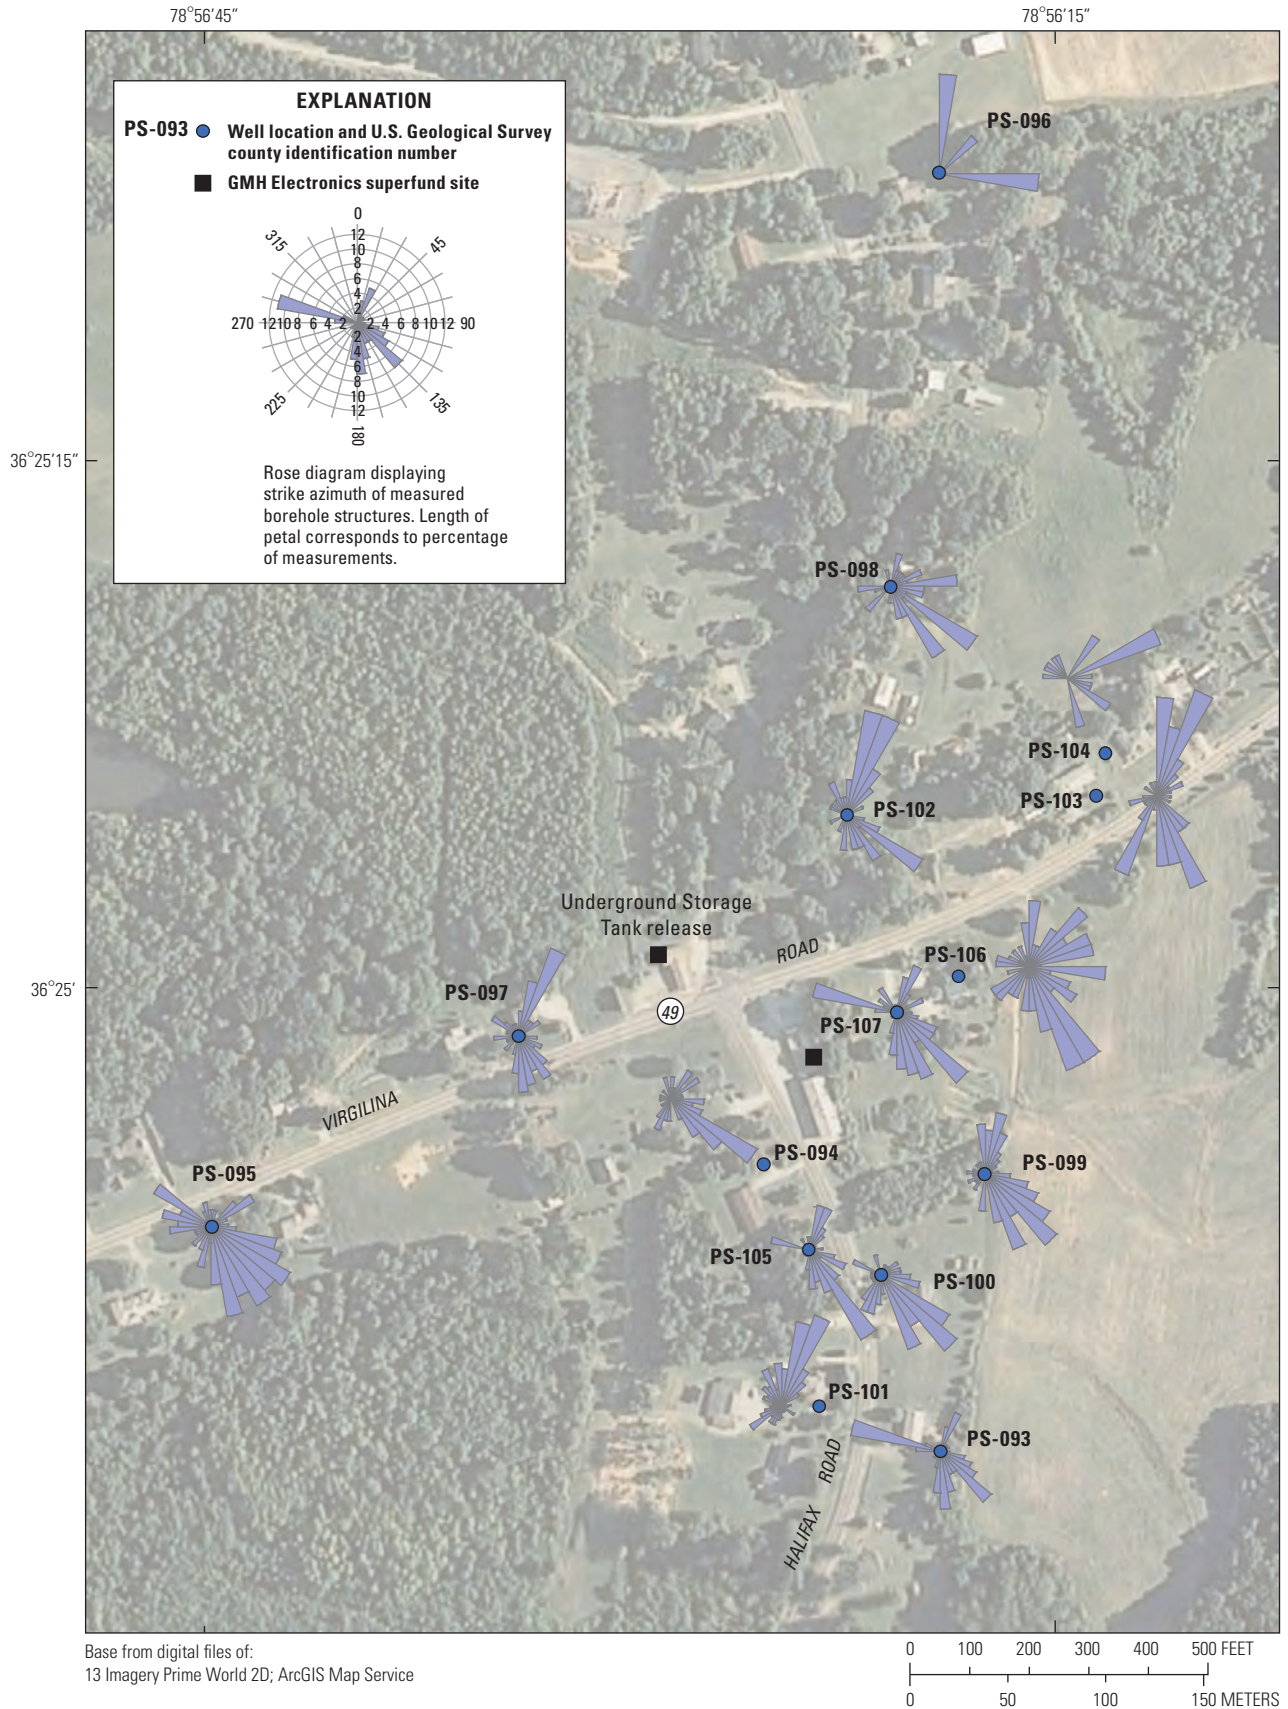 78°56'45"
78°56'15"
EXPLANATION
PS-093
Well location and U.S. Geological Survey
county identification number
GMH Electronics superfund site
0
315
45
12
10
8
6
4
2
270 12 10 8 6 4 2 2 4 6 8 10 12 90
2
4
6
8
10
12
225
135
180
Rose diagram displaying
strike azimuth of measured
borehole structures. Length of
petal corresponds to percentage
of measurements.
PS-096
36°25'15"
PS-098
PS-104
PS-103
PS-102
Underground Storage
Tank release
ROAD
PS-106
36°25'
PS-097
49
PS-107
VIRGILINA
PS-094
PS-099
PS-095
PS-105
PS-100
PS-101
PS-093
ROAD
HALIFAX
Base from digital files of:
13 Imagery Prime World 2D; ArcGIS Map Service
0 100 200 300 400 500 FEET
0 50 100 150 METERS